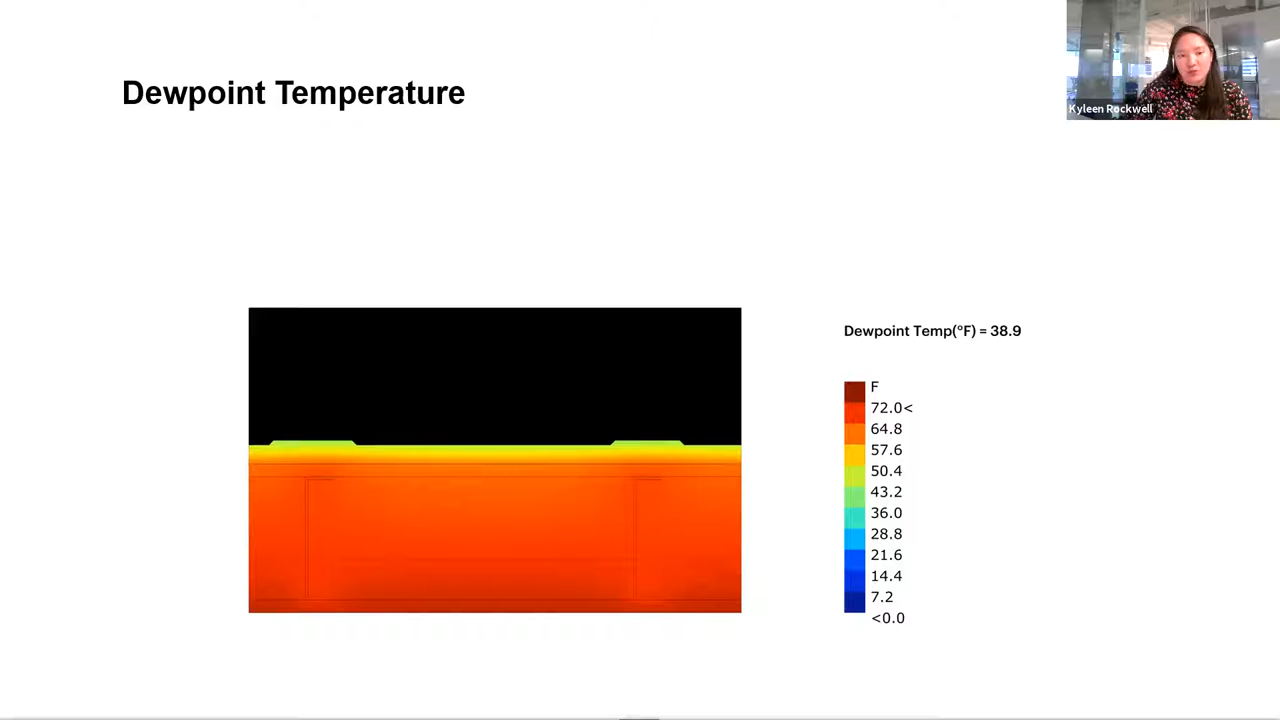 Dewpoint Temperature
Kyleen Rockwell
Dewpoint Temp(°F) = 38.9
F
72.0<
64.8
57.6
50.4
43.2
36.0
28.8
21.6
14.4
7.2
<0.0